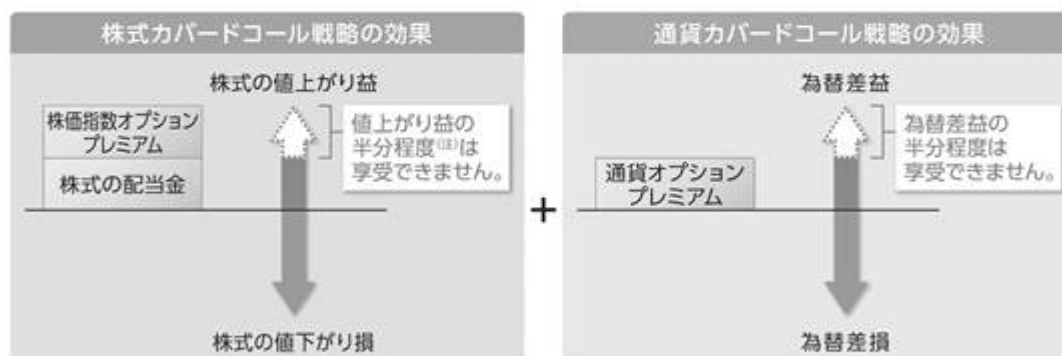 株式カバードコール戦略の効果
株式の値上がり益
株価指数オプション
プレミアム
株式の配当金
値上がり益の
半分程度(注)は
享受できません。
株式の値下がり損
+
通貨カバードコール戦略の効果
為替差益
通貨オプション
プレミアム
為替差益の
半分程度は
享受できません。
為替差損